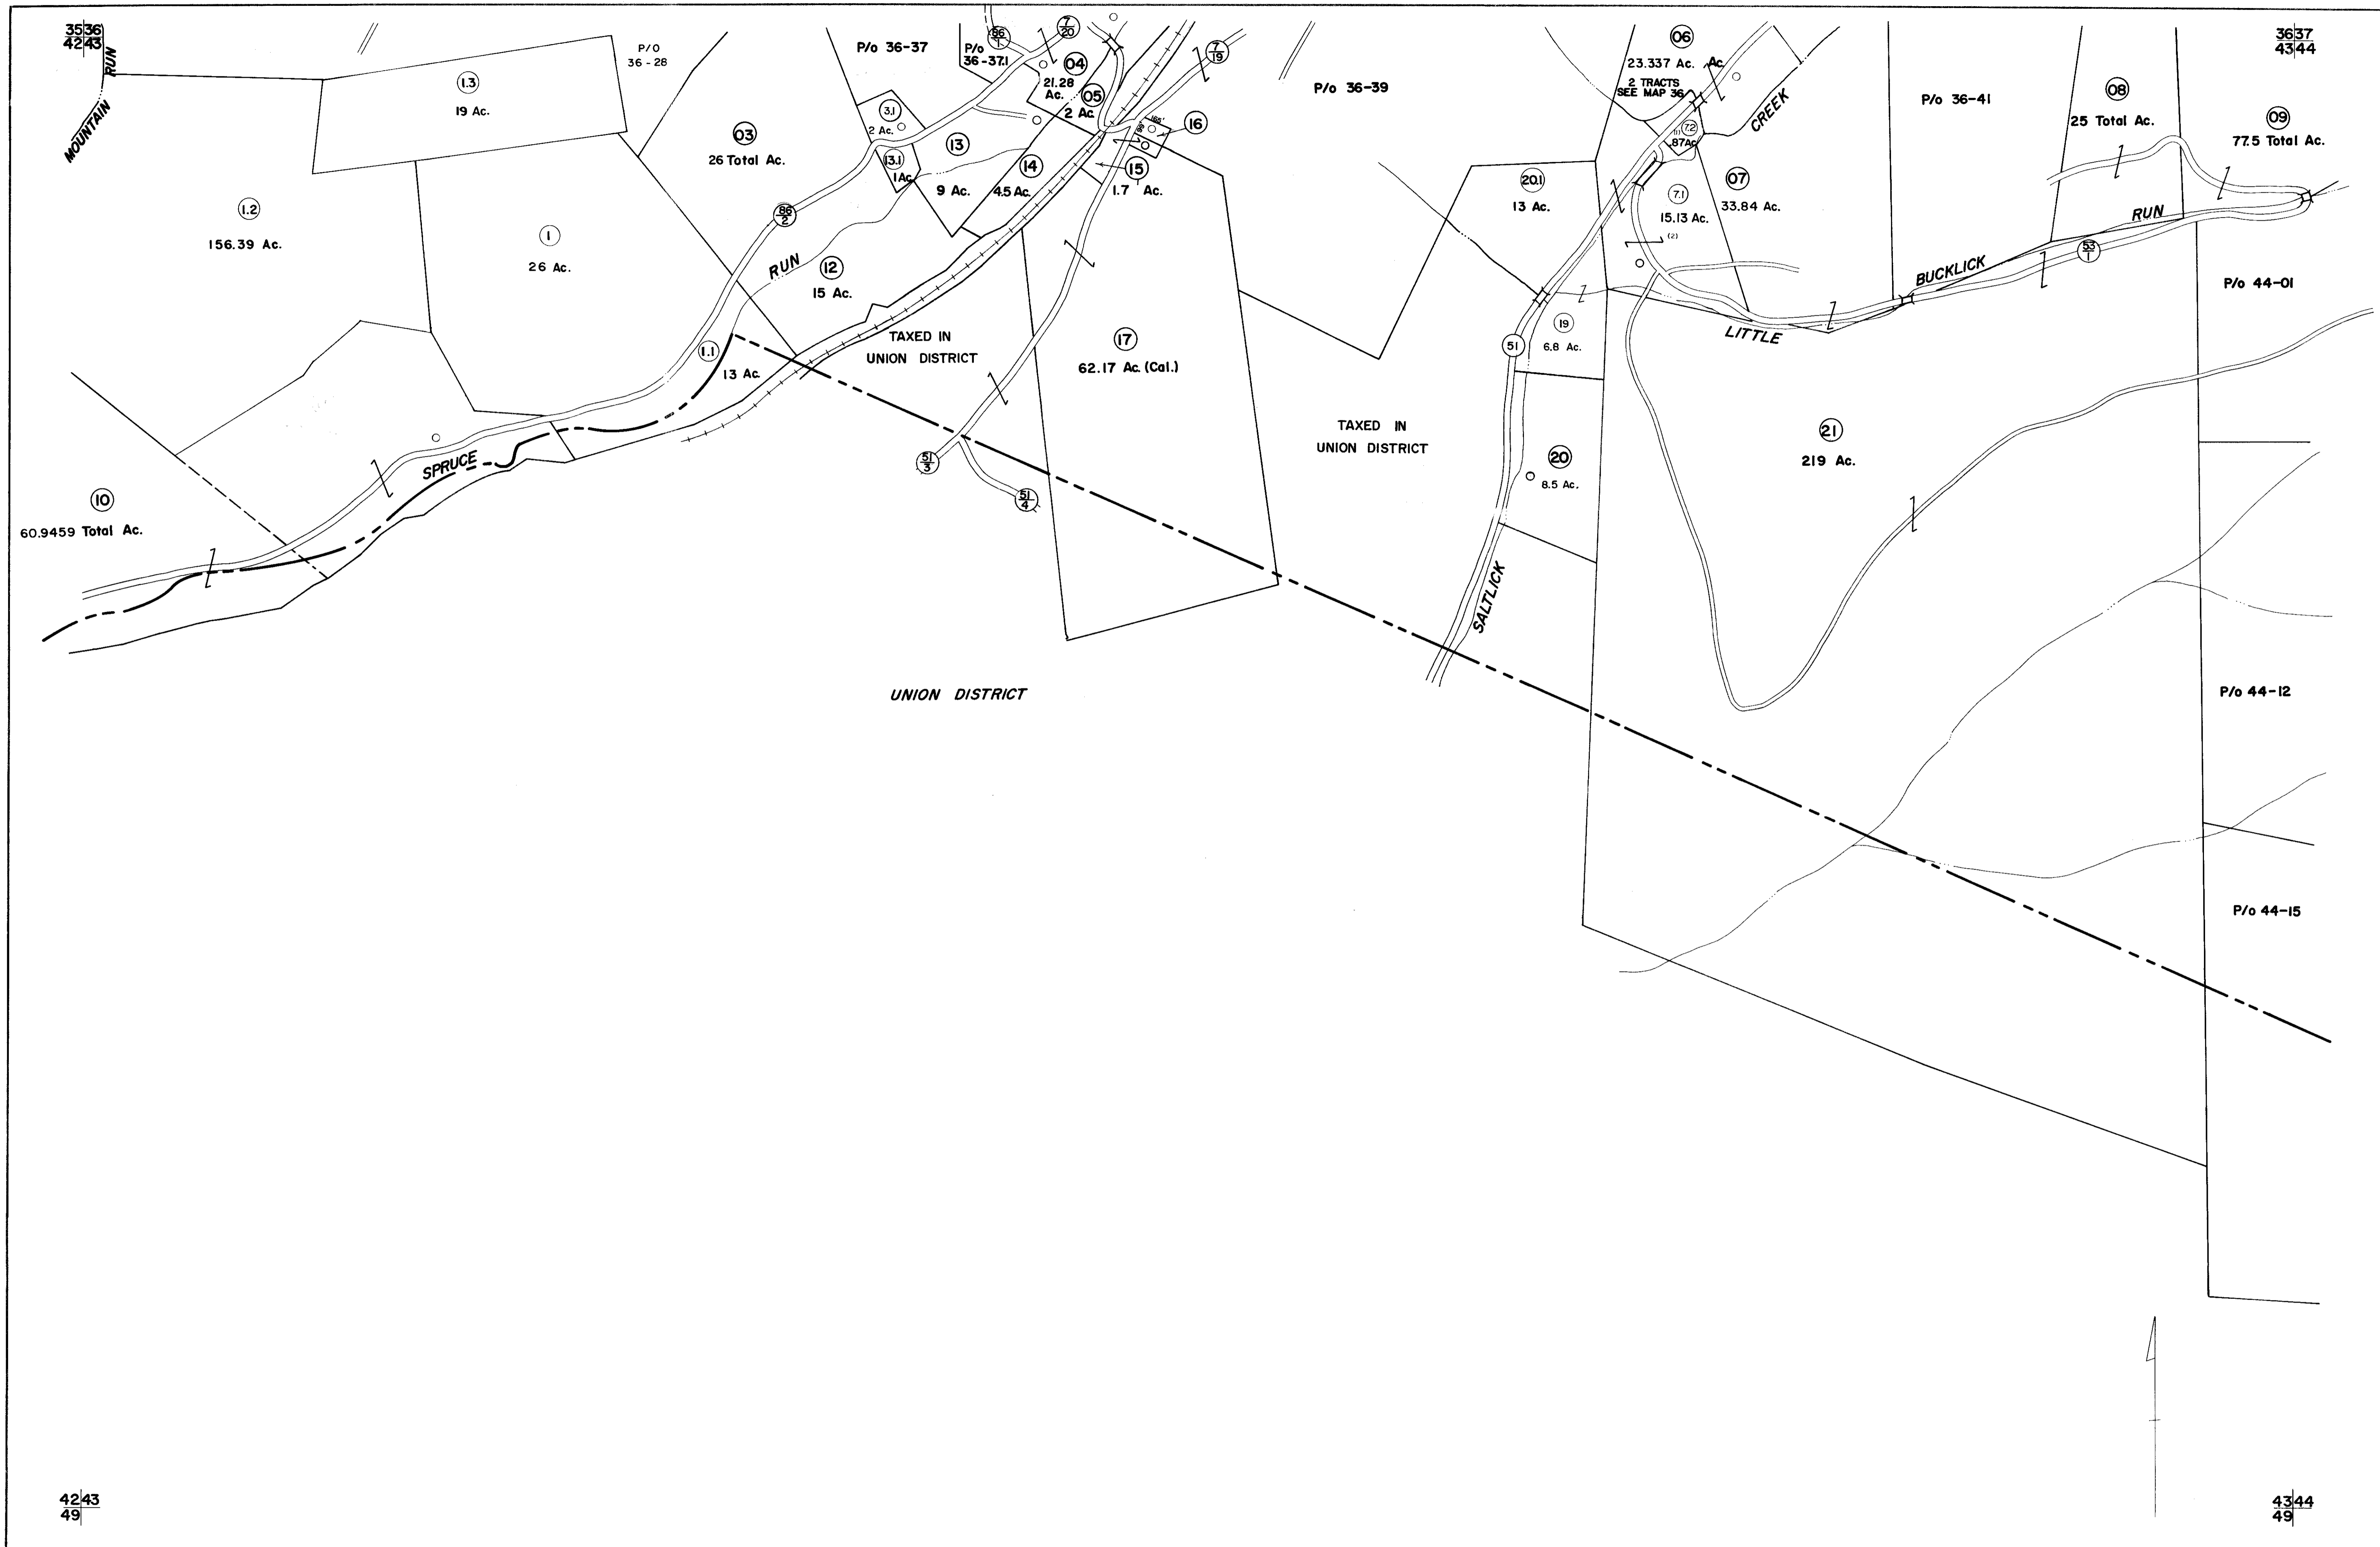 35 36
42 43
RUN
MOUNTAIN
1.3
19 Ac.
P/O
36-28
03
26 Total Ac.
P/o 36-37
P/o
36-37.1
86
1
7
20
04
21.28
Ac.
05
2 Ac.
7
19
3.1
2 Ac.
13.1
1 Ac.
13
9 Ac.
14
4.5 Ac.
165'
16
15
1.7 Ac.
P/o 36-39
06
23.337 Ac. Ac.
2 TRACTS
SEE MAP 36
(1)
7.2
.87Ac.
CREEK
P/o 36-41
08
25 Total Ac.
36 37
43 44
09
77.5 Total Ac.
1.2
156.39 Ac.
1
26 Ac.
86
2
RUN
12
15 Ac.
20.1
13 Ac.
7.1
15.13 Ac.
(2)
07
33.84 Ac.
RUN
BUCKLICK
53
1
P/o 44-01
LITTLE
1.1
13 Ac.
TAXED IN
UNION DISTRICT
17
62.17 Ac. (Cal.)
19
6.8 Ac.
51
TAXED IN
UNION DISTRICT
20
8.5 Ac.
21
219 Ac.
SPRUCE
51
3
51
4
10
60.9459 Total Ac.
SALTLICK
UNION DISTRICT
P/o 44-12
P/o 44-15
42 43
49
43 44
49